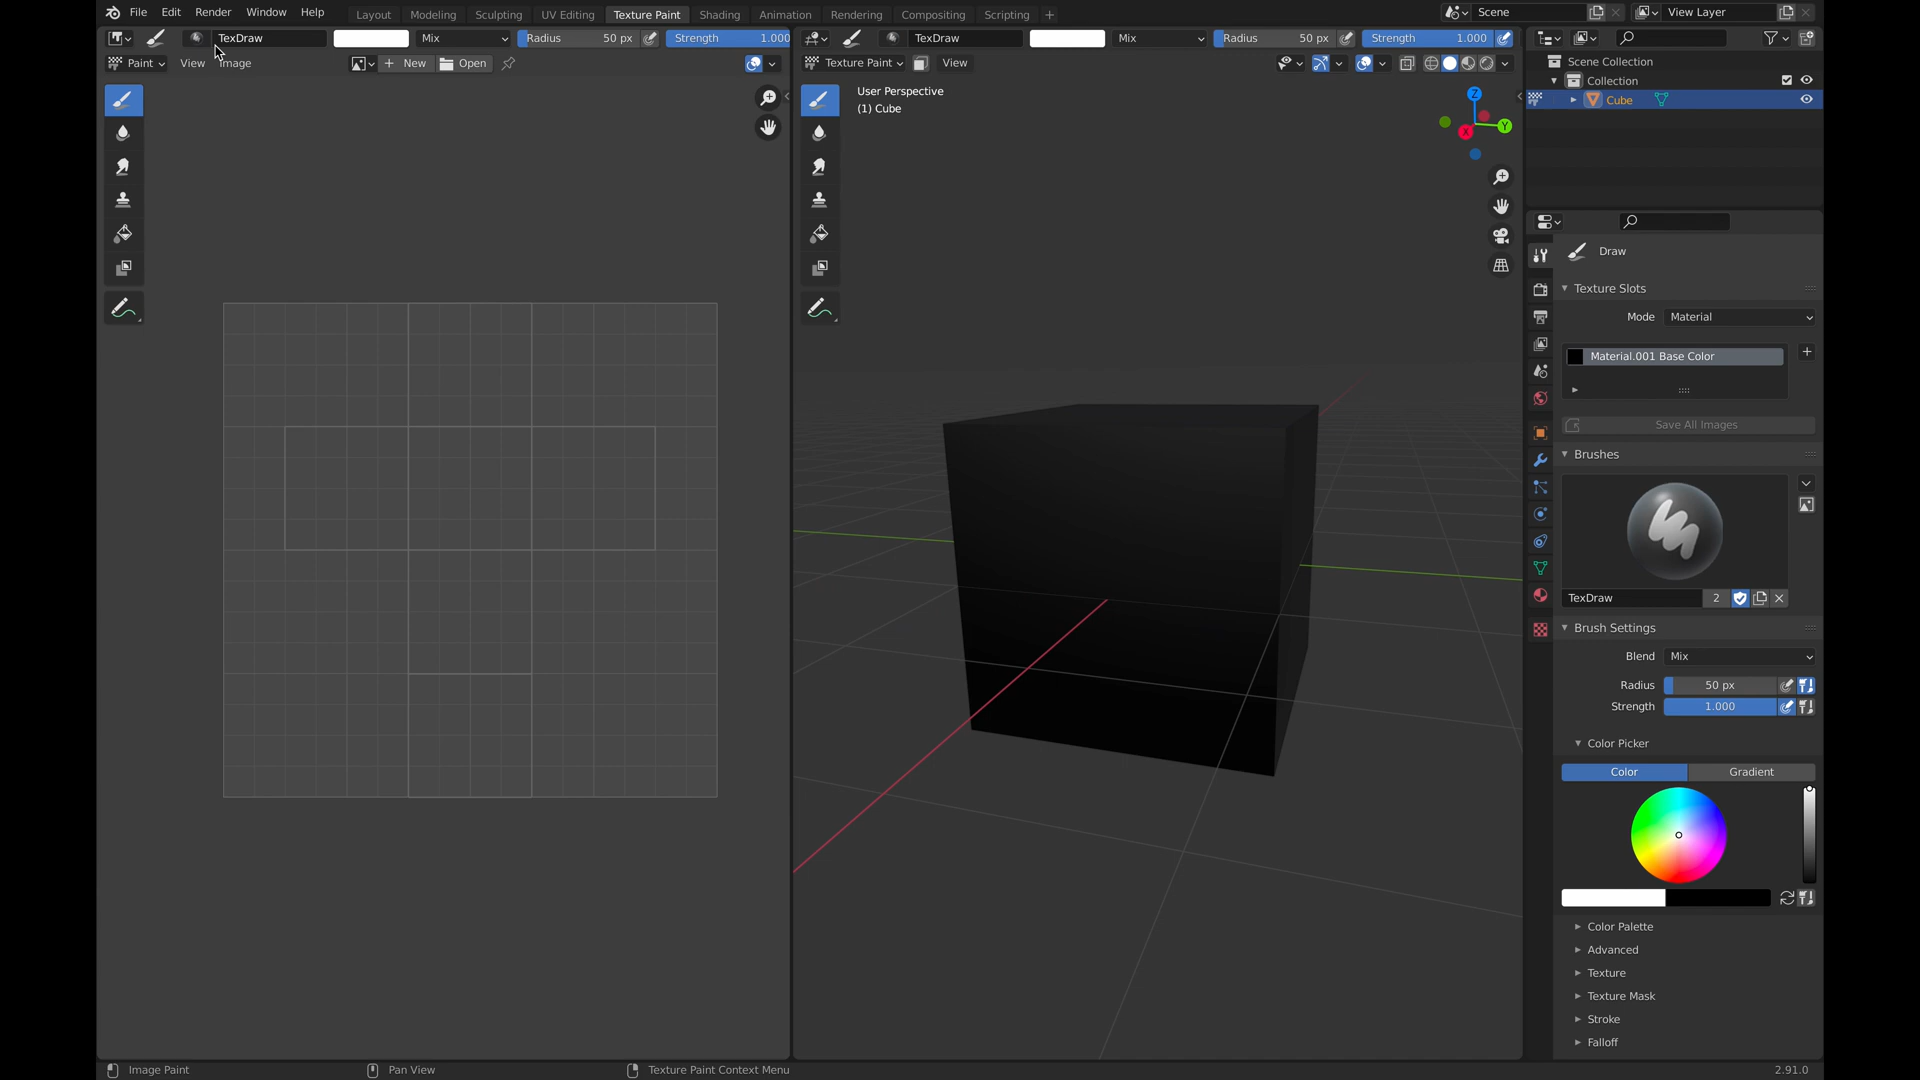 File Edit Render Window Help Layout Modeling Sculpting UV Editing Texture Paint Shading Animation Rendering Compositing Scripting + Scene View Layer
TexDraw Mix Radius 50 px Strength 1.000 TexDraw Mix Radius 50 px Strength 1.000
Paint View Image + New Open Texture Paint View
Scene Collection
Collection
Cube
User Perspective
(1) Cube
Z
Y
X
Draw
Texture Slots
Mode Material
Material.001 Base Color
Save All Images
Brushes
TexDraw 2
Brush Settings
Blend Mix
Radius 50 px
Strength 1.000
Color Picker
Color Gradient
Color Palette
Advanced
Texture
Texture Mask
Stroke
Falloff
Image Paint Pan View Texture Paint Context Menu 2.91.0